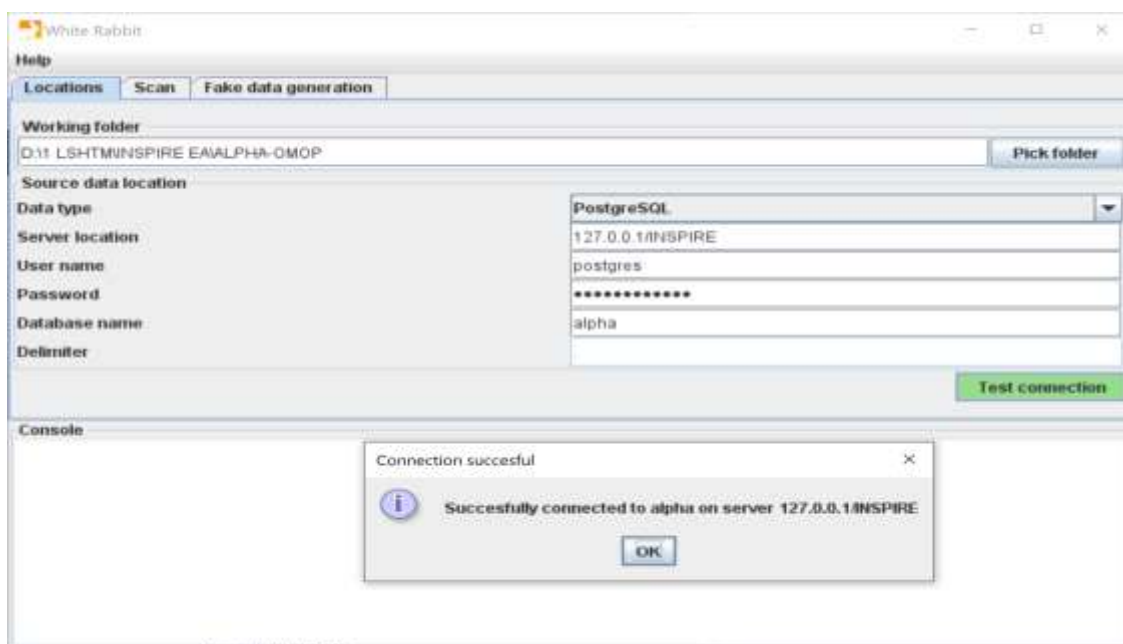 White Rabbit
Help
Locations Scan Fake data generation
Working folder
D:\1 LSHTM\INSPIRE EA\ALPHA-OMOP Pick folder
Source data location
Data type PostgreSQL
Server location 127.0.0.1/INSPIRE
User name postgres
Password ••••••••••••
Database name alpha
Delimiter
Test connection
Console
Connection succesful
Succesfully connected to alpha on server 127.0.0.1/INSPIRE
OK